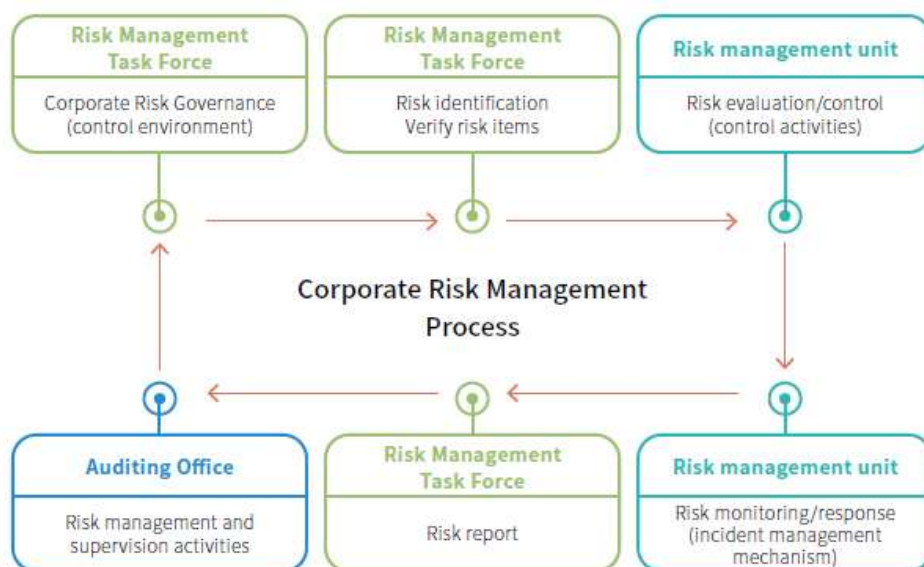 Risk Management
Task Force
Corporate Risk Governance
(control environment)
Risk Management
Task Force
Risk identification
Verify risk items
Risk management unit
Risk evaluation/control
(control activities)
Corporate Risk Management
Process
Auditing Office
Risk management and
supervision activities
Risk Management
Task Force
Risk report
Risk management unit
Risk monitoring/response
(incident management
mechanism)